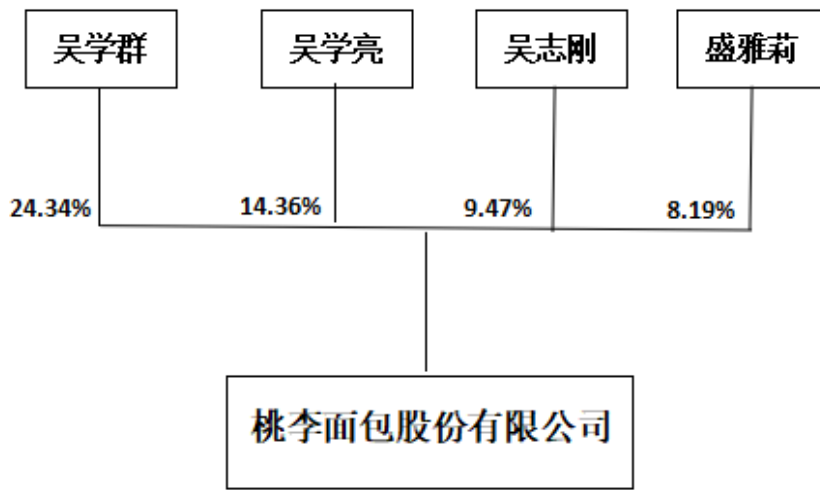 吴学群
吴学亮
吴志刚
盛雅莉
24.34%
14.36%
9.47%
8.19%
桃李面包股份有限公司